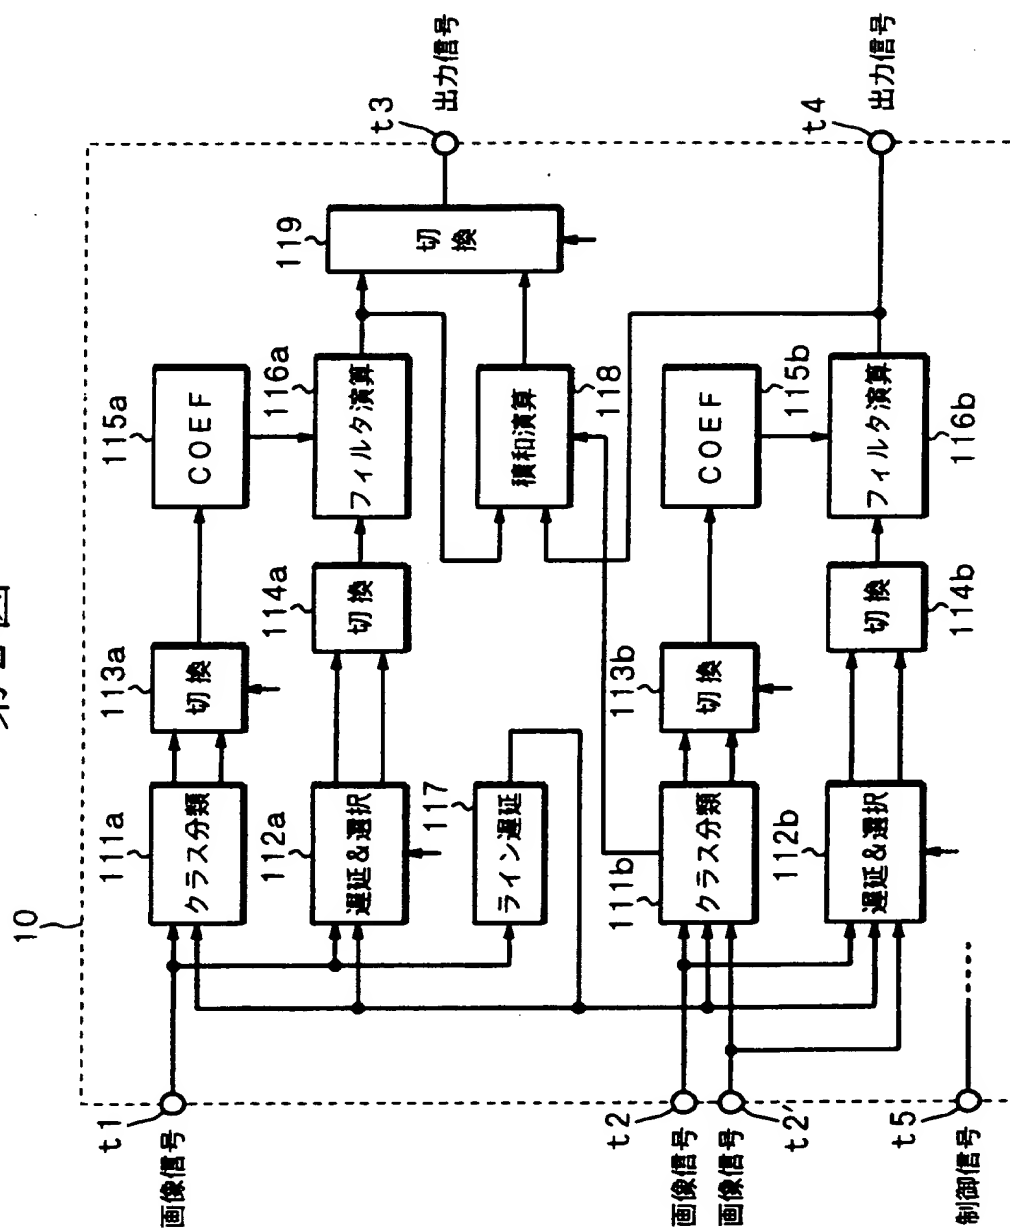 10
t1
画像信号
111a
クラス分類
113a
切換
115a
COEF
112a
遅延&選択
114a
切換
116a
フィルタ演算
119
切換
t3
出力信号
117
ライン遅延
118
積和演算
t2
画像信号
t2'
画像信号
111b
クラス分類
113b
切換
115b
COEF
112b
遅延&選択
114b
切換
116b
フィルタ演算
t4
出力信号
t5
制御信号